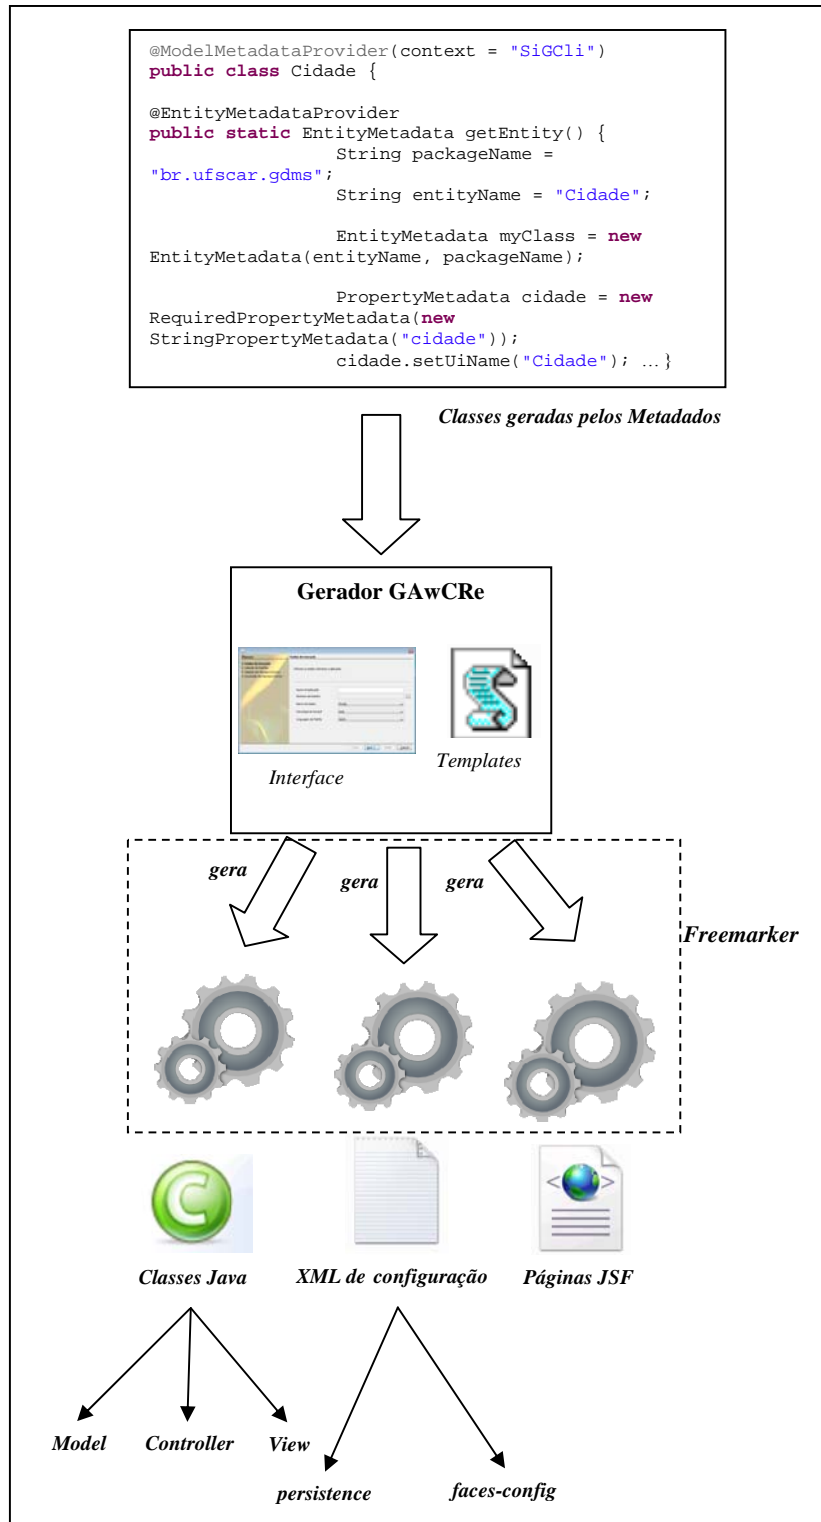 @ModelMetadataProvider(context = "SiGCli")
public class Cidade {
@EntityMetadataProvider
public static EntityMetadata getEntity() {
String packageName =
"br.ufscar.gdms";
String entityName = "Cidade";
EntityMetadata myClass = new
EntityMetadata(entityName, packageName);
PropertyMetadata cidade = new
RequiredPropertyMetadata(new
StringPropertyMetadata("cidade"));
cidade.setUiName("Cidade"); …}
Classes geradas pelos Metadados
Gerador GAwCRe
Interface
Templates
gera
gera
gera
Freemarker
Classes Java
XML de configuração
Páginas JSF
Model
Controller
View
persistence
faces-config